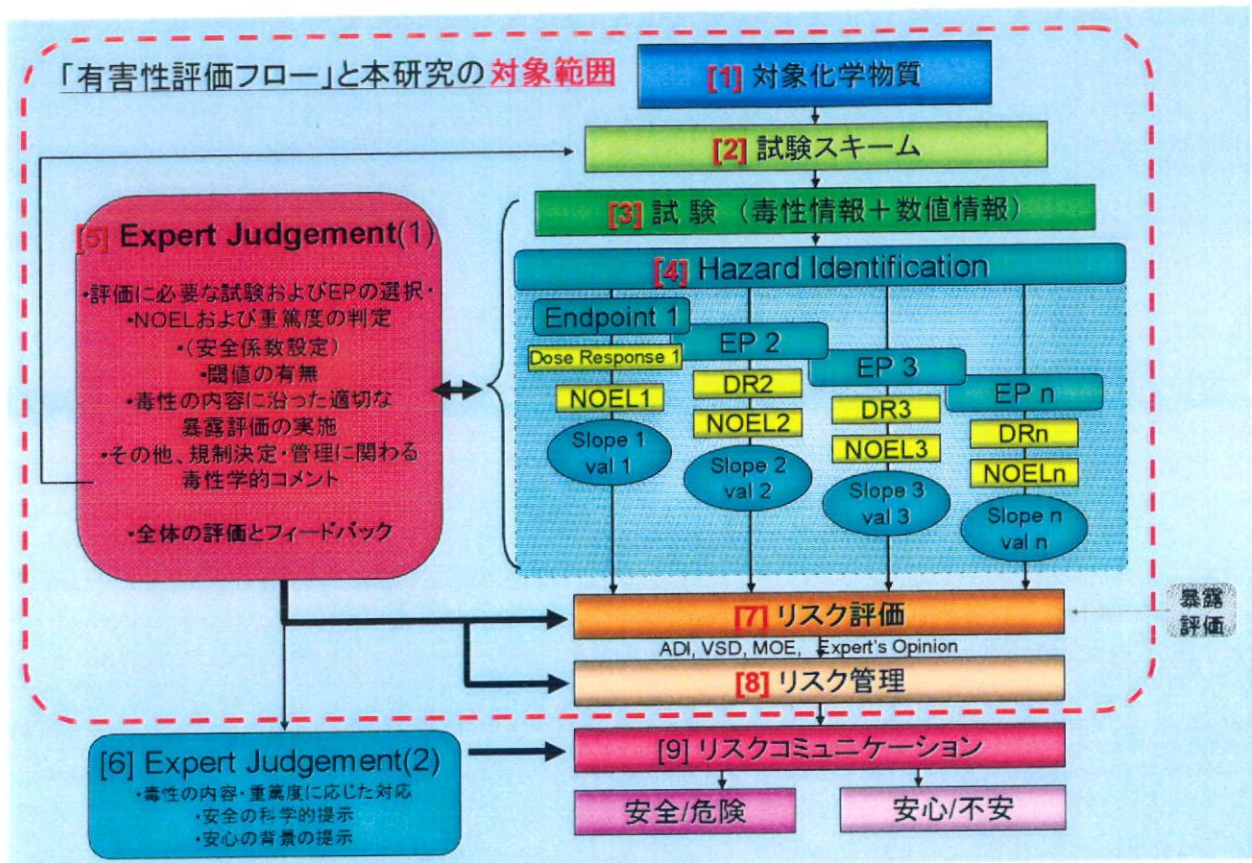 「有害性評価フロー」と本研究の対象範囲
[1] 対象化学物質
[2] 試験スキーム
[3] 試 験 （毒性情報＋数値情報）
[4] Hazard Identification
[5] Expert Judgement(1)
・評価に必要な試験およびEPの選択・
・NOELおよび重篤度の判定
・(安全係数設定)
・閾値の有無
・毒性の内容に沿った適切な
暴露評価の実施
・その他、規制決定・管理に関わる
毒性学的コメント
・全体の評価とフィードバック
Endpoint 1
Dose Response 1
NOEL1
Slope 1
val 1
EP 2
DR2
NOEL2
Slope 2
val 2
EP 3
DR3
NOEL3
Slope 3
val 3
EP n
DRn
NOELn
Slope n
val n
[7] リスク評価
暴露
評価
ADI, VSD, MOE, Expert's Opinion
[8] リスク管理
[6] Expert Judgement(2)
・毒性の内容・重篤度に応じた対応
・安全の科学的提示
・安心の背景の提示
[9] リスクコミュニケーション
安全/危険
安心/不安